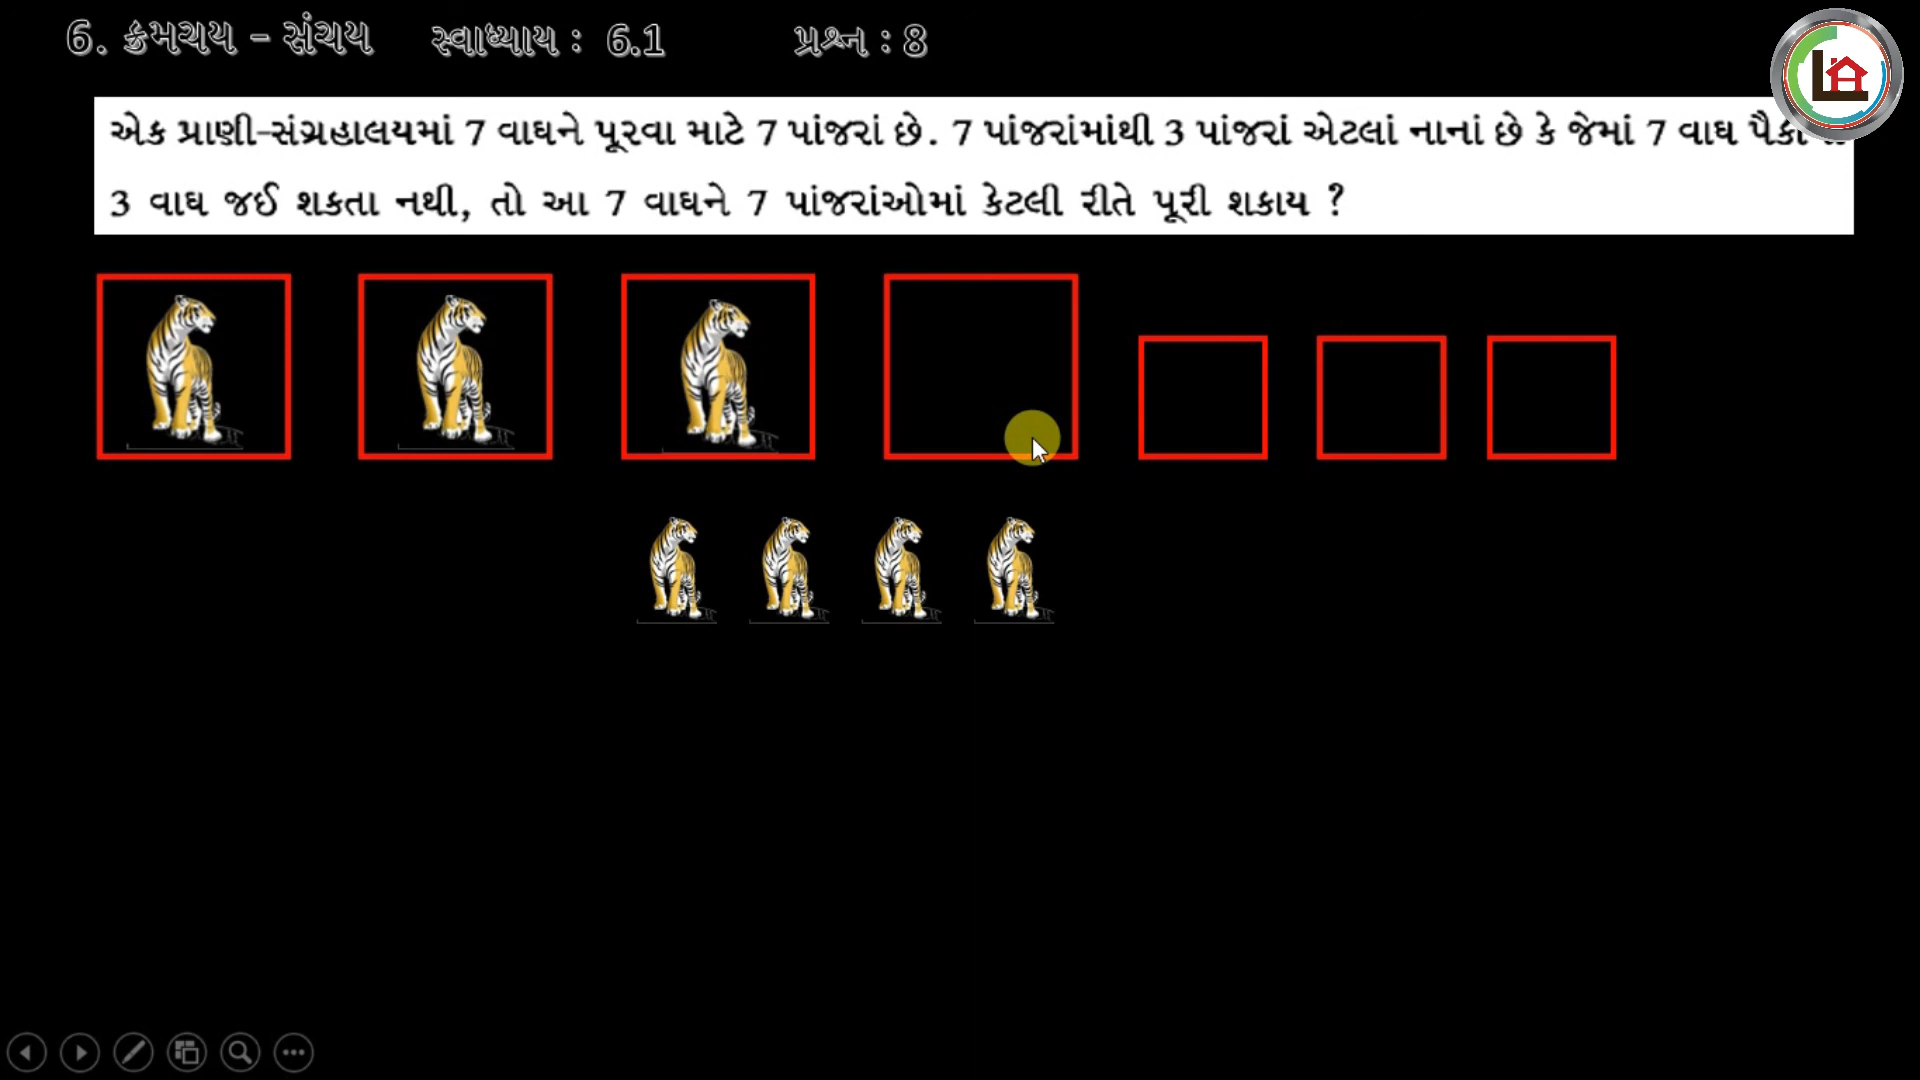 6. ક્રમચય – સંચય સ્વાધ્યાય : 6.1 પ્રશ્ન : 8
એક પ્રાણી-સંગ્રહાલયમાં 7 વાઘને પૂરવા માટે 7 પાંજરાં છે. 7 પાંજરાંમાંથી 3 પાંજરાં એટલાં નાનાં છે કે જેમાં 7 વાઘ
3 વાઘ જઈ શકતા નથી, તો આ 7 વાઘને 7 પાંજરાંઓમાં કેટલી રીતે પૂરી શકાય ?